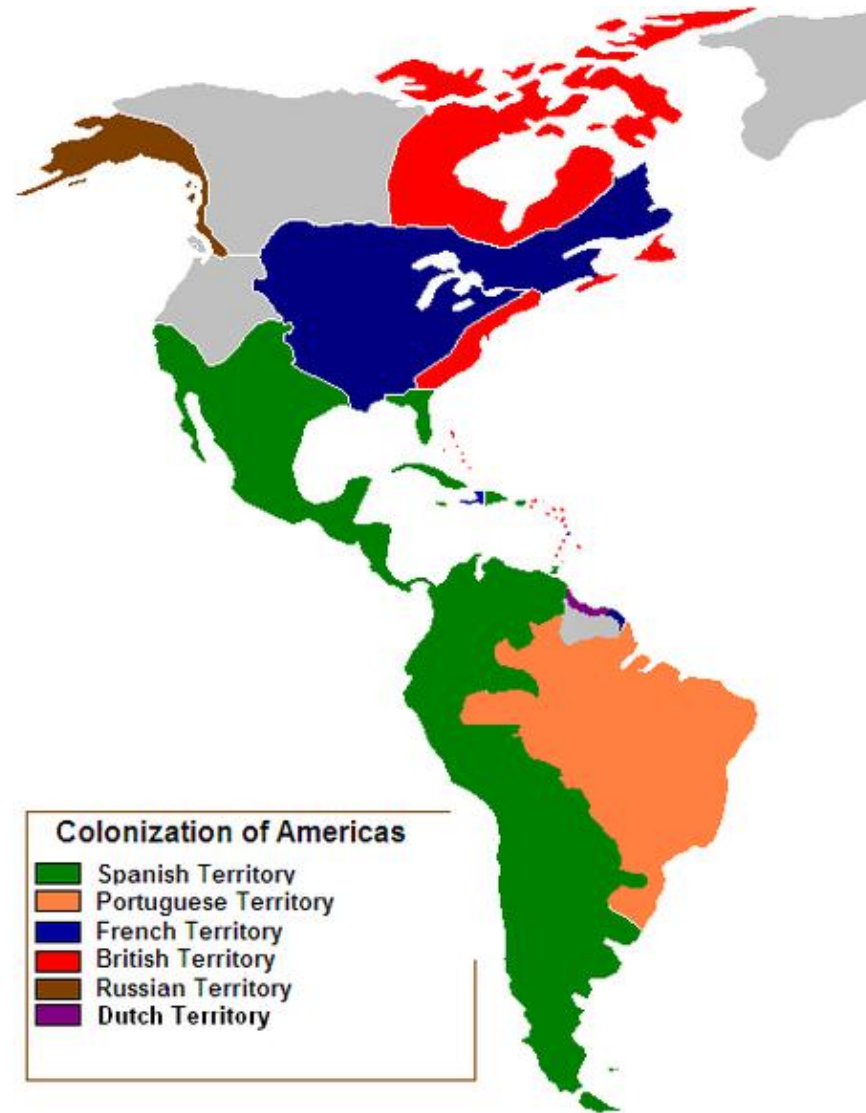 Colonization of Americas
Spanish Territory
Portuguese Territory
French Territory
British Territory
Russian Territory
Dutch Territory